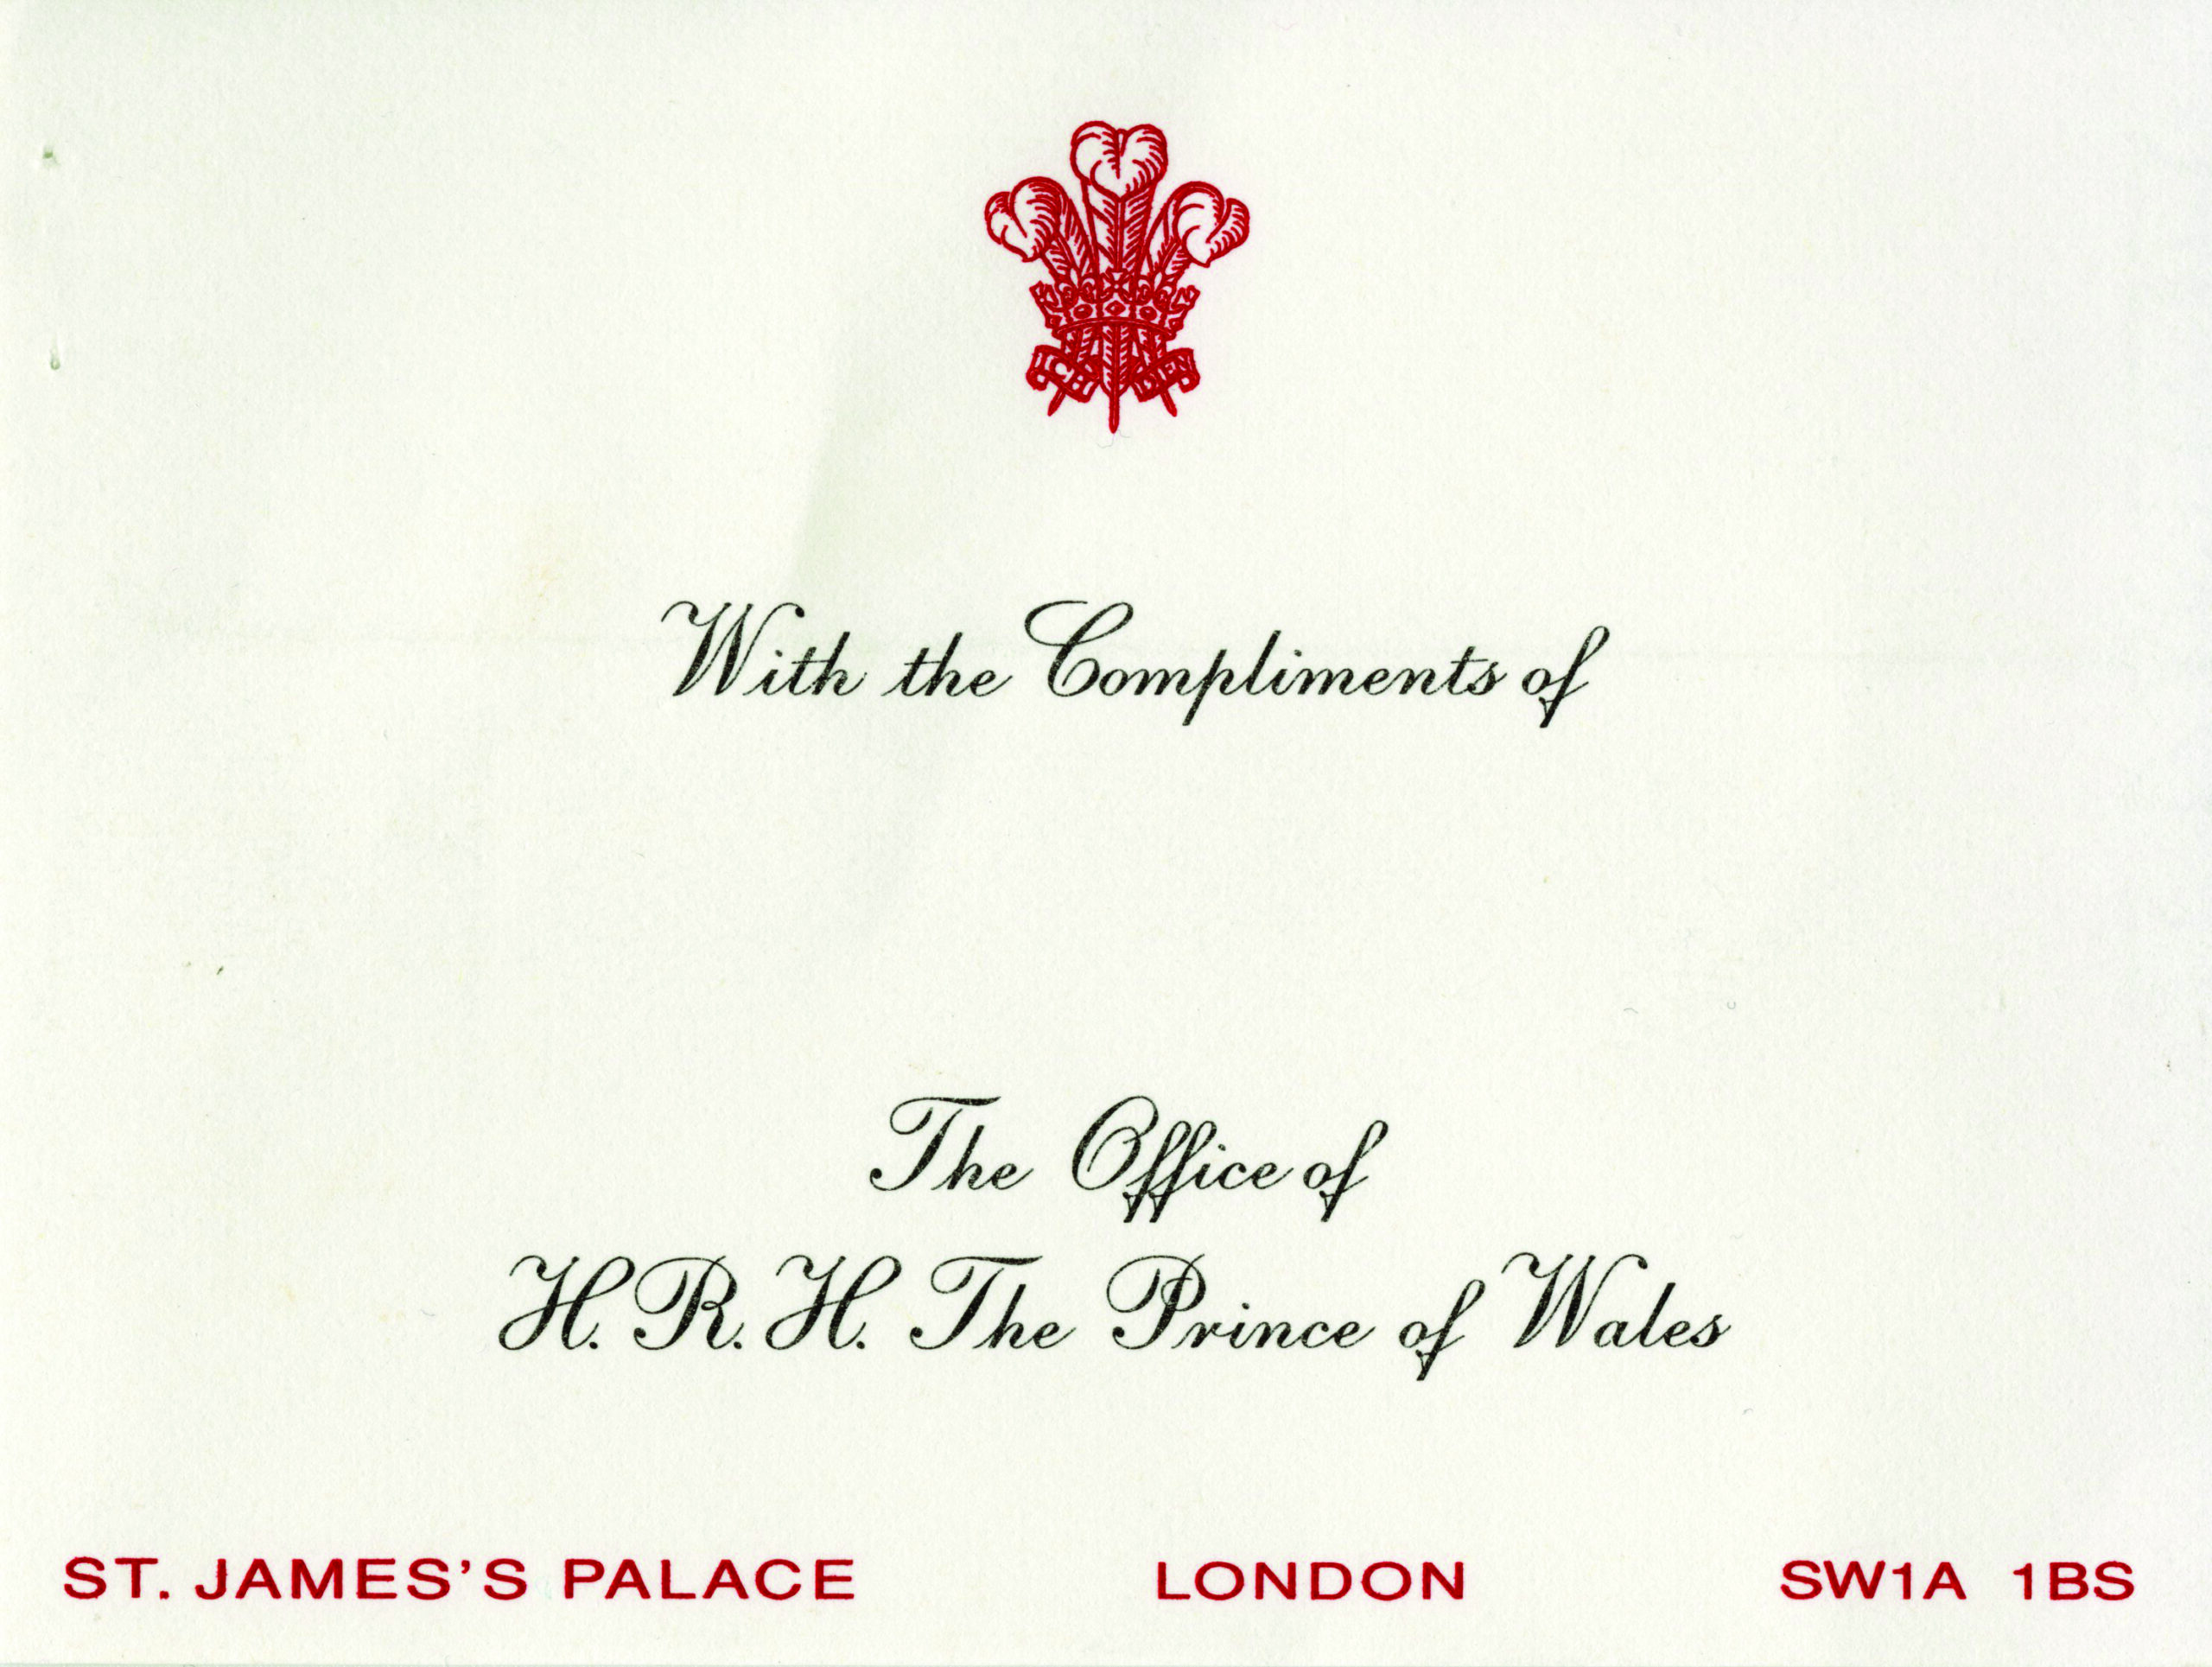 With the Compliments of
The Office of
H.R.H. The Prince of Wales
ST. JAMES'S PALACE LONDON SW1A 1BS